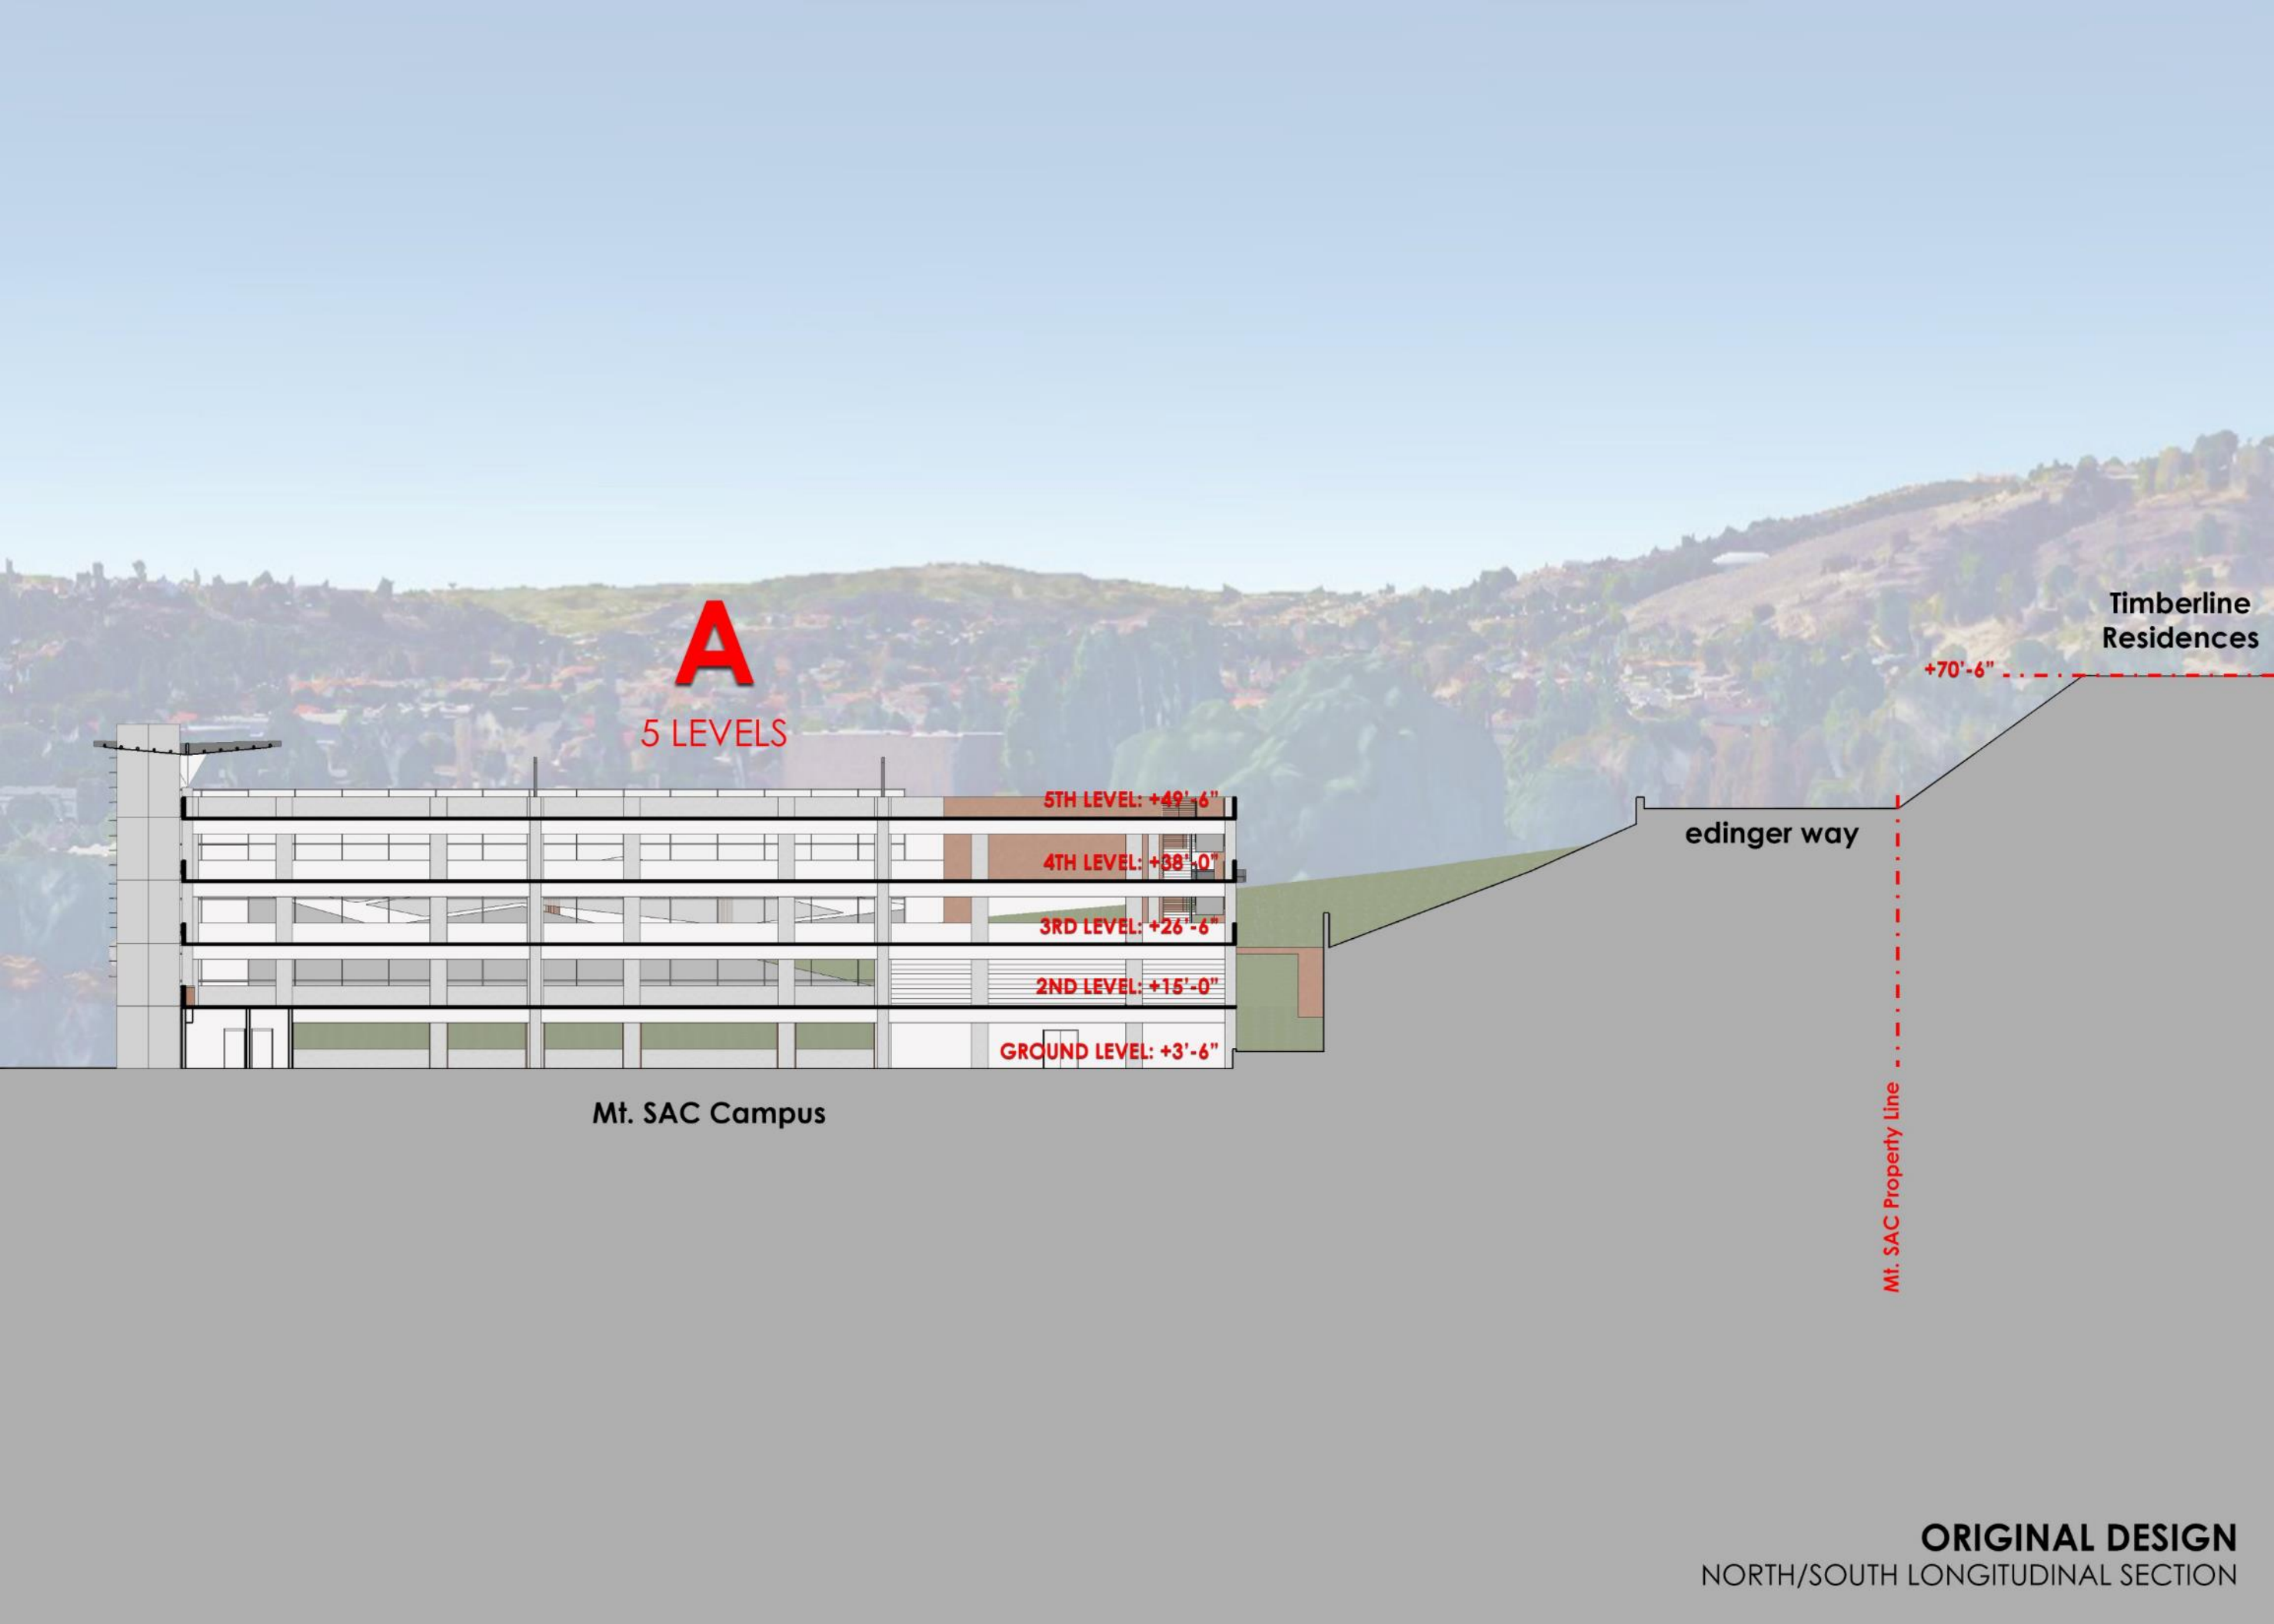 Timberline
Residences
+70'-6"
A
5 LEVELS
5TH LEVEL: +49'-6"
edinger way
4TH LEVEL: +38'-0"
3RD LEVEL: +26'-6"
2ND LEVEL: +15'-0"
GROUND LEVEL: +3'-6"
Mt. SAC Campus
Mt. SAC Property Line
ORIGINAL DESIGN
NORTH/SOUTH LONGITUDINAL SECTION